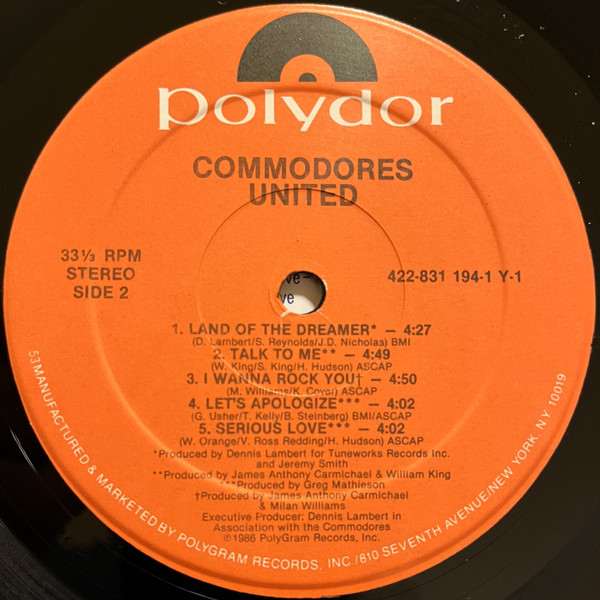 polydor
COMMODORES
UNITED
33⅓ RPM
STEREO
SIDE 2
422-831 194-1 Y-1
ve-
ve
1. LAND OF THE DREAMER* — 4:27
(D. Lambert/S. Reynolds/J.D. Nicholas) BMI
2. TALK TO ME** — 4:49
(W. King/S. King/H. Hudson) ASCAP
3. I WANNA ROCK YOU† — 4:50
(M. Williams/K. Cover) ASCAP
4. LET'S APOLOGIZE*** — 4:02
(G. Usher/T. Kelly/B. Steinberg) BMI/ASCAP
5. SERIOUS LOVE*** — 4:02
(W. Orange/V. Ross Redding/H. Hudson) ASCAP
*Produced by Dennis Lambert for Tuneworks Records Inc.
and Jeremy Smith
**Produced by James Anthony Carmichael & William King
***Produced by Greg Mathieson
†Produced by James Anthony Carmichael
& Milan Williams
Executive Producer: Dennis Lambert in
Association with the Commodores
©1986 PolyGram Records, Inc.
53MANUFACTURED & MARKETED BY POLYGRAM RECORDS, INC./810 SEVENTH AVENUE/NEW YORK, N.Y. 10019